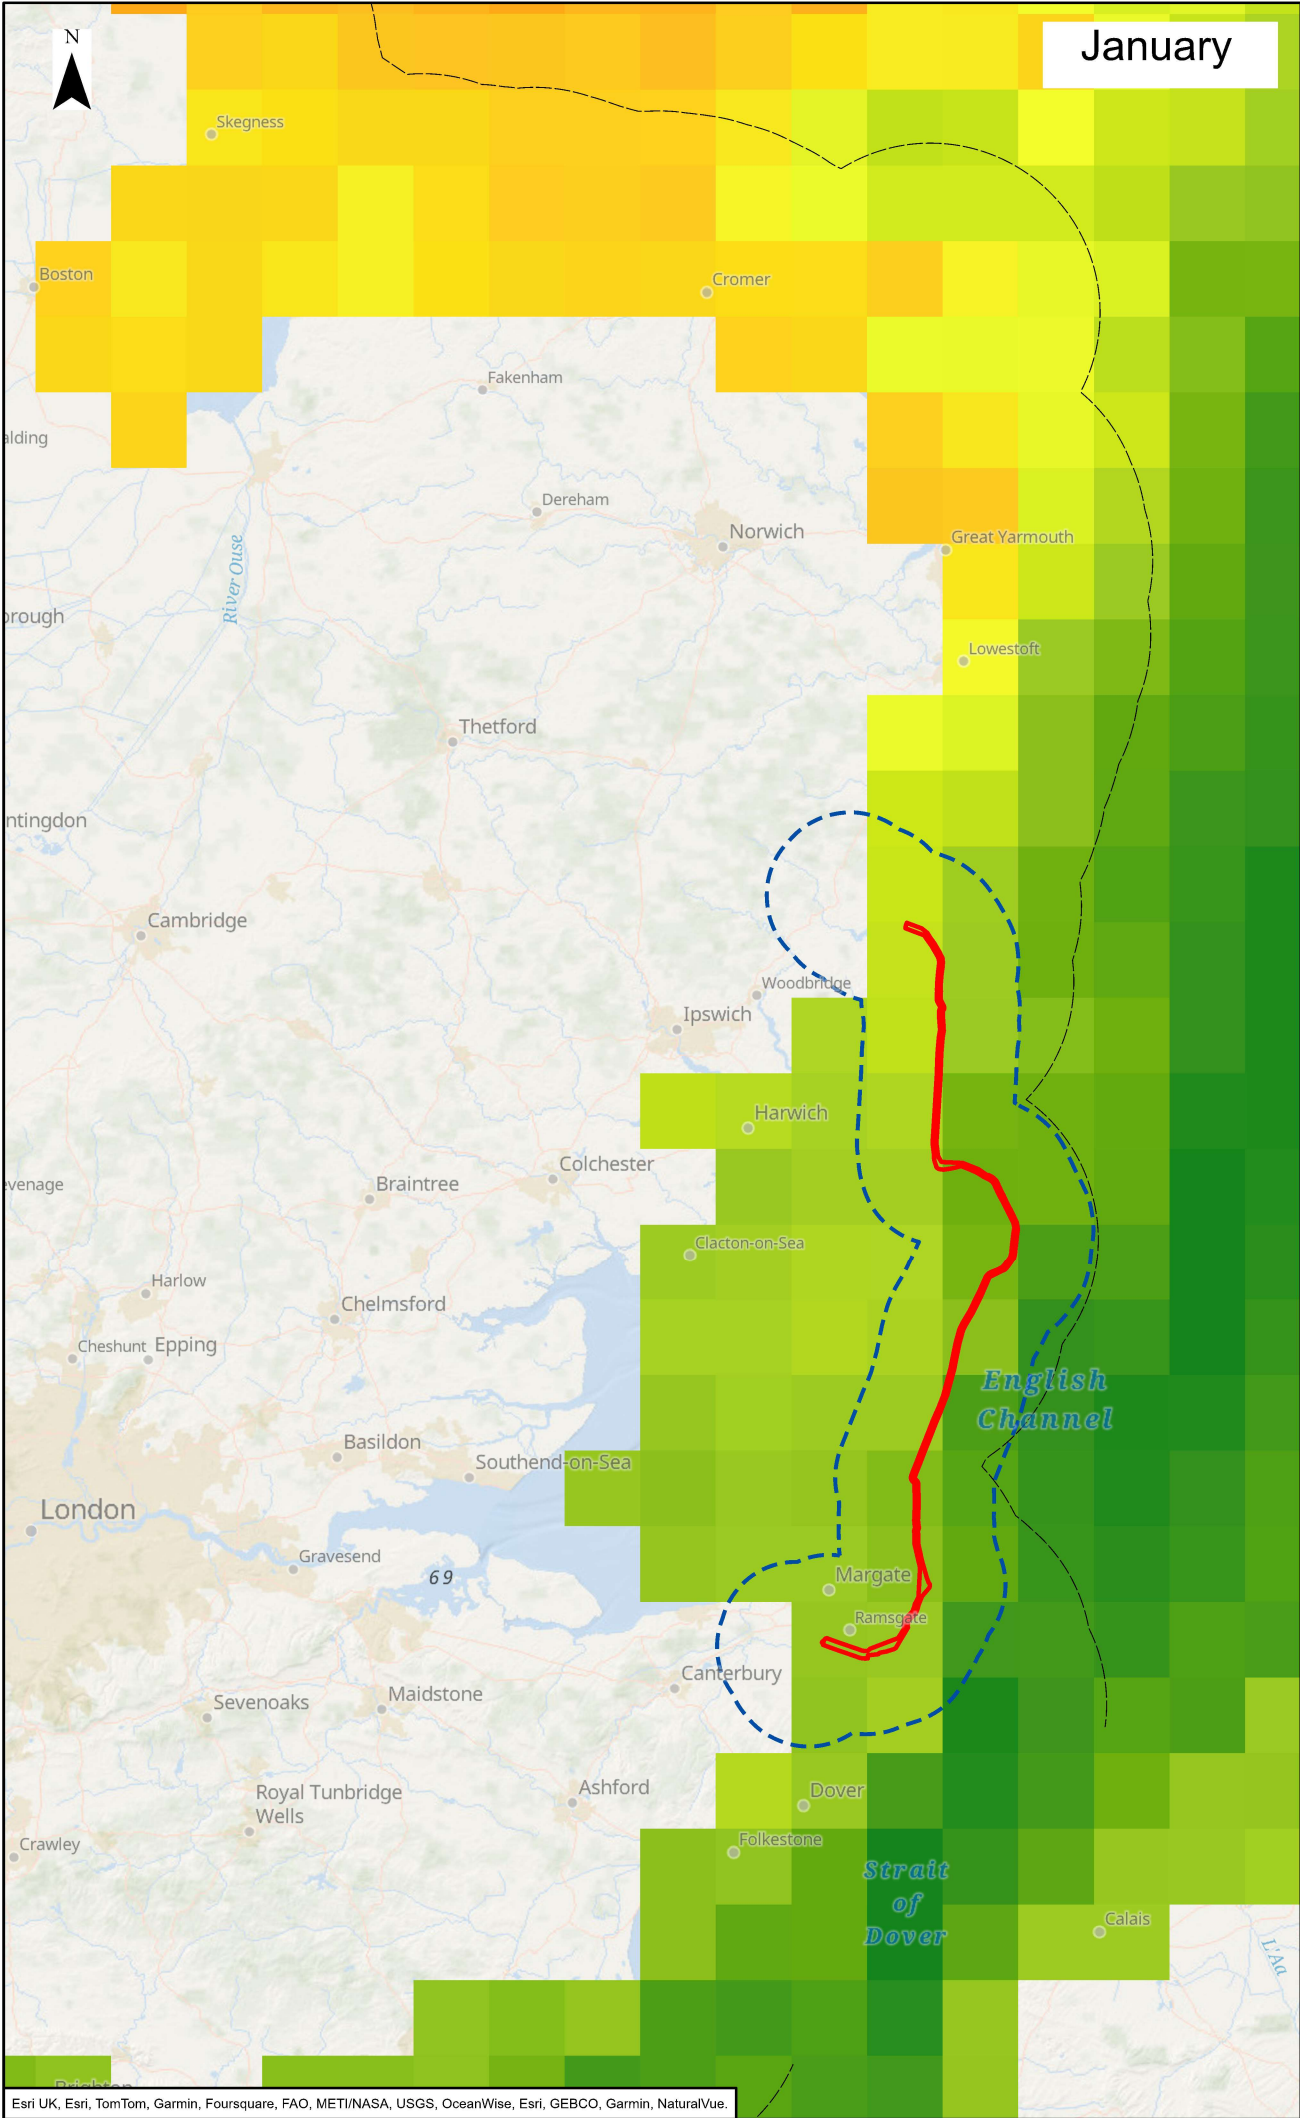 January
N
Skegness
Boston
Cromer
Fakenham
alding
Dereham
Norwich
Great Yarmouth
River Ouse
orough
Lowestoft
Thetford
ntingdon
Cambridge
Woodbridge
Ipswich
Harwich
Colchester
Braintree
evenage
Clacton-on-Sea
Harlow
Chelmsford
Cheshunt
Epping
English
Channel
Basildon
Southend-on-Sea
London
Gravesend
69
Margate
Ramsgate
Canterbury
Sevenoaks
Maidstone
Royal Tunbridge
Wells
Ashford
Dover
Crawley
Folkestone
Strait
of
Dover
Calais
L'Aa
Brighton
Esri UK, Esri, TomTom, Garmin, Foursquare, FAO, METI/NASA, USGS, OceanWise, Esri, GEBCO, Garmin, NaturalVue.